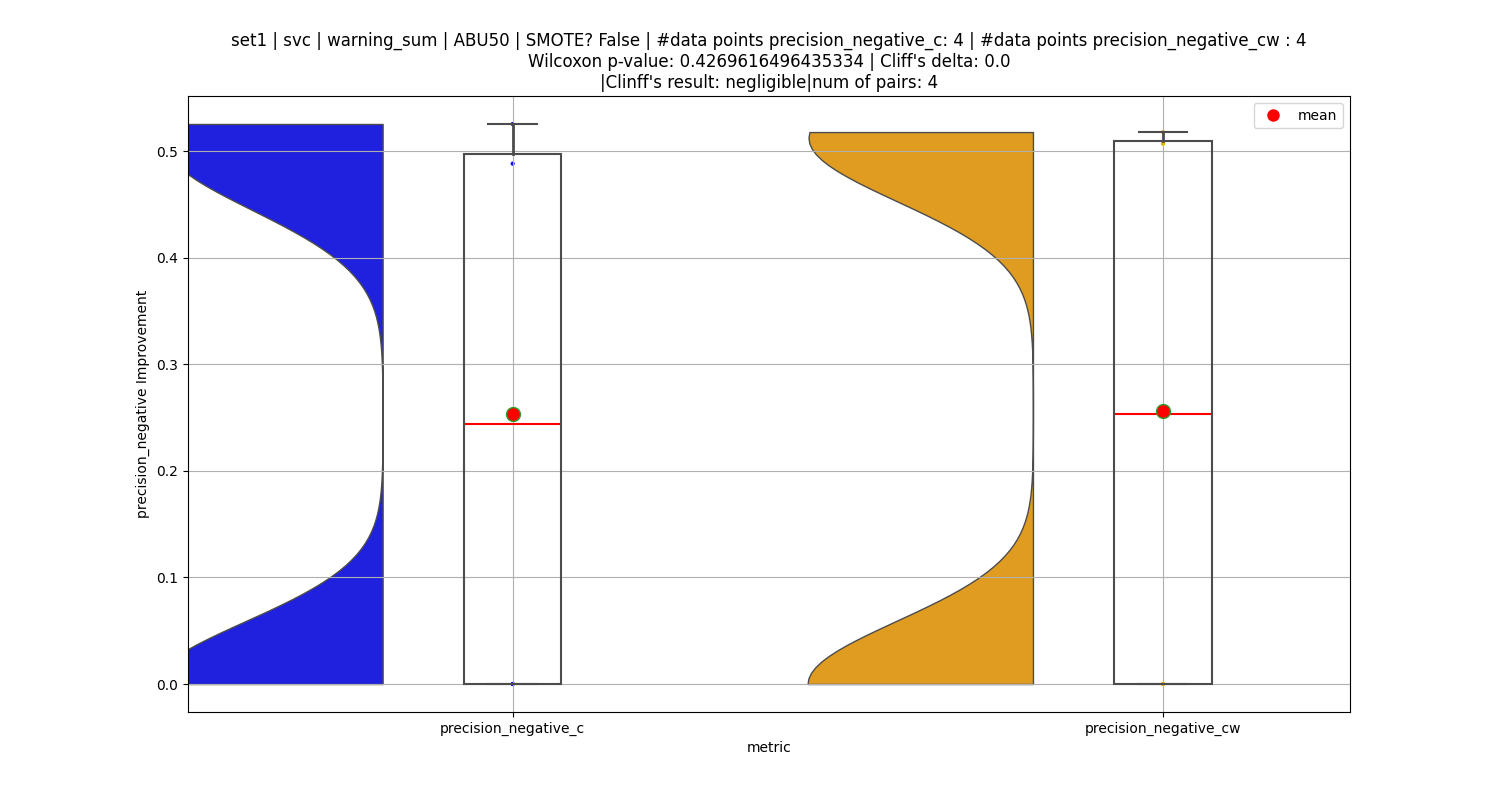 set1 | svc | warning_sum | ABU50 | SMOTE? False | #data points precision_negative_c: 4 | #data points precision_negative_cw : 4
Wilcoxon p-value: 0.4269616496435334 | Cliff's delta: 0.0
|Clinff's result: negligible|num of pairs: 4
mean
0.5
0.4
0.3
0.2
0.1
0.0
precision_negative Improvement
precision_negative_c
precision_negative_cw
metric